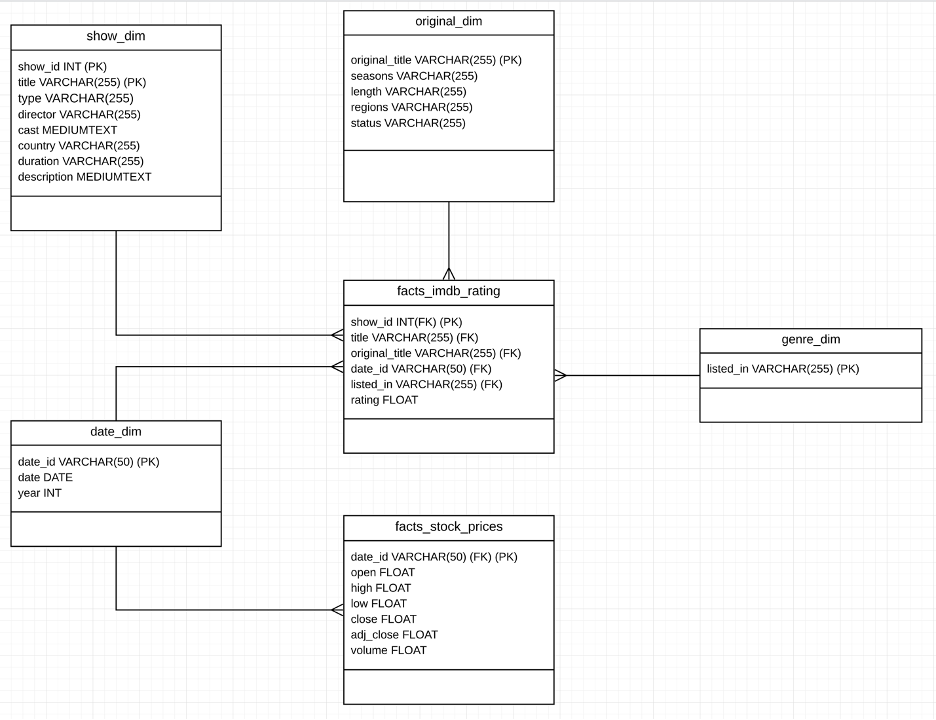 show_dim
show_id INT (PK)
title VARCHAR(255) (PK)
type VARCHAR(255)
director VARCHAR(255)
cast MEDIUMTEXT
country VARCHAR(255)
duration VARCHAR(255)
description MEDIUMTEXT
original_dim
original_title VARCHAR(255) (PK)
seasons VARCHAR(255)
length VARCHAR(255)
regions VARCHAR(255)
status VARCHAR(255)
facts_imdb_rating
show_id INT(FK) (PK)
title VARCHAR(255) (FK)
original_title VARCHAR(255) (FK)
date_id VARCHAR(50) (FK)
listed_in VARCHAR(255) (FK)
rating FLOAT
genre_dim
listed_in VARCHAR(255) (PK)
date_dim
date_id VARCHAR(50) (PK)
date DATE
year INT
facts_stock_prices
date_id VARCHAR(50) (FK) (PK)
open FLOAT
high FLOAT
low FLOAT
close FLOAT
adj_close FLOAT
volume FLOAT